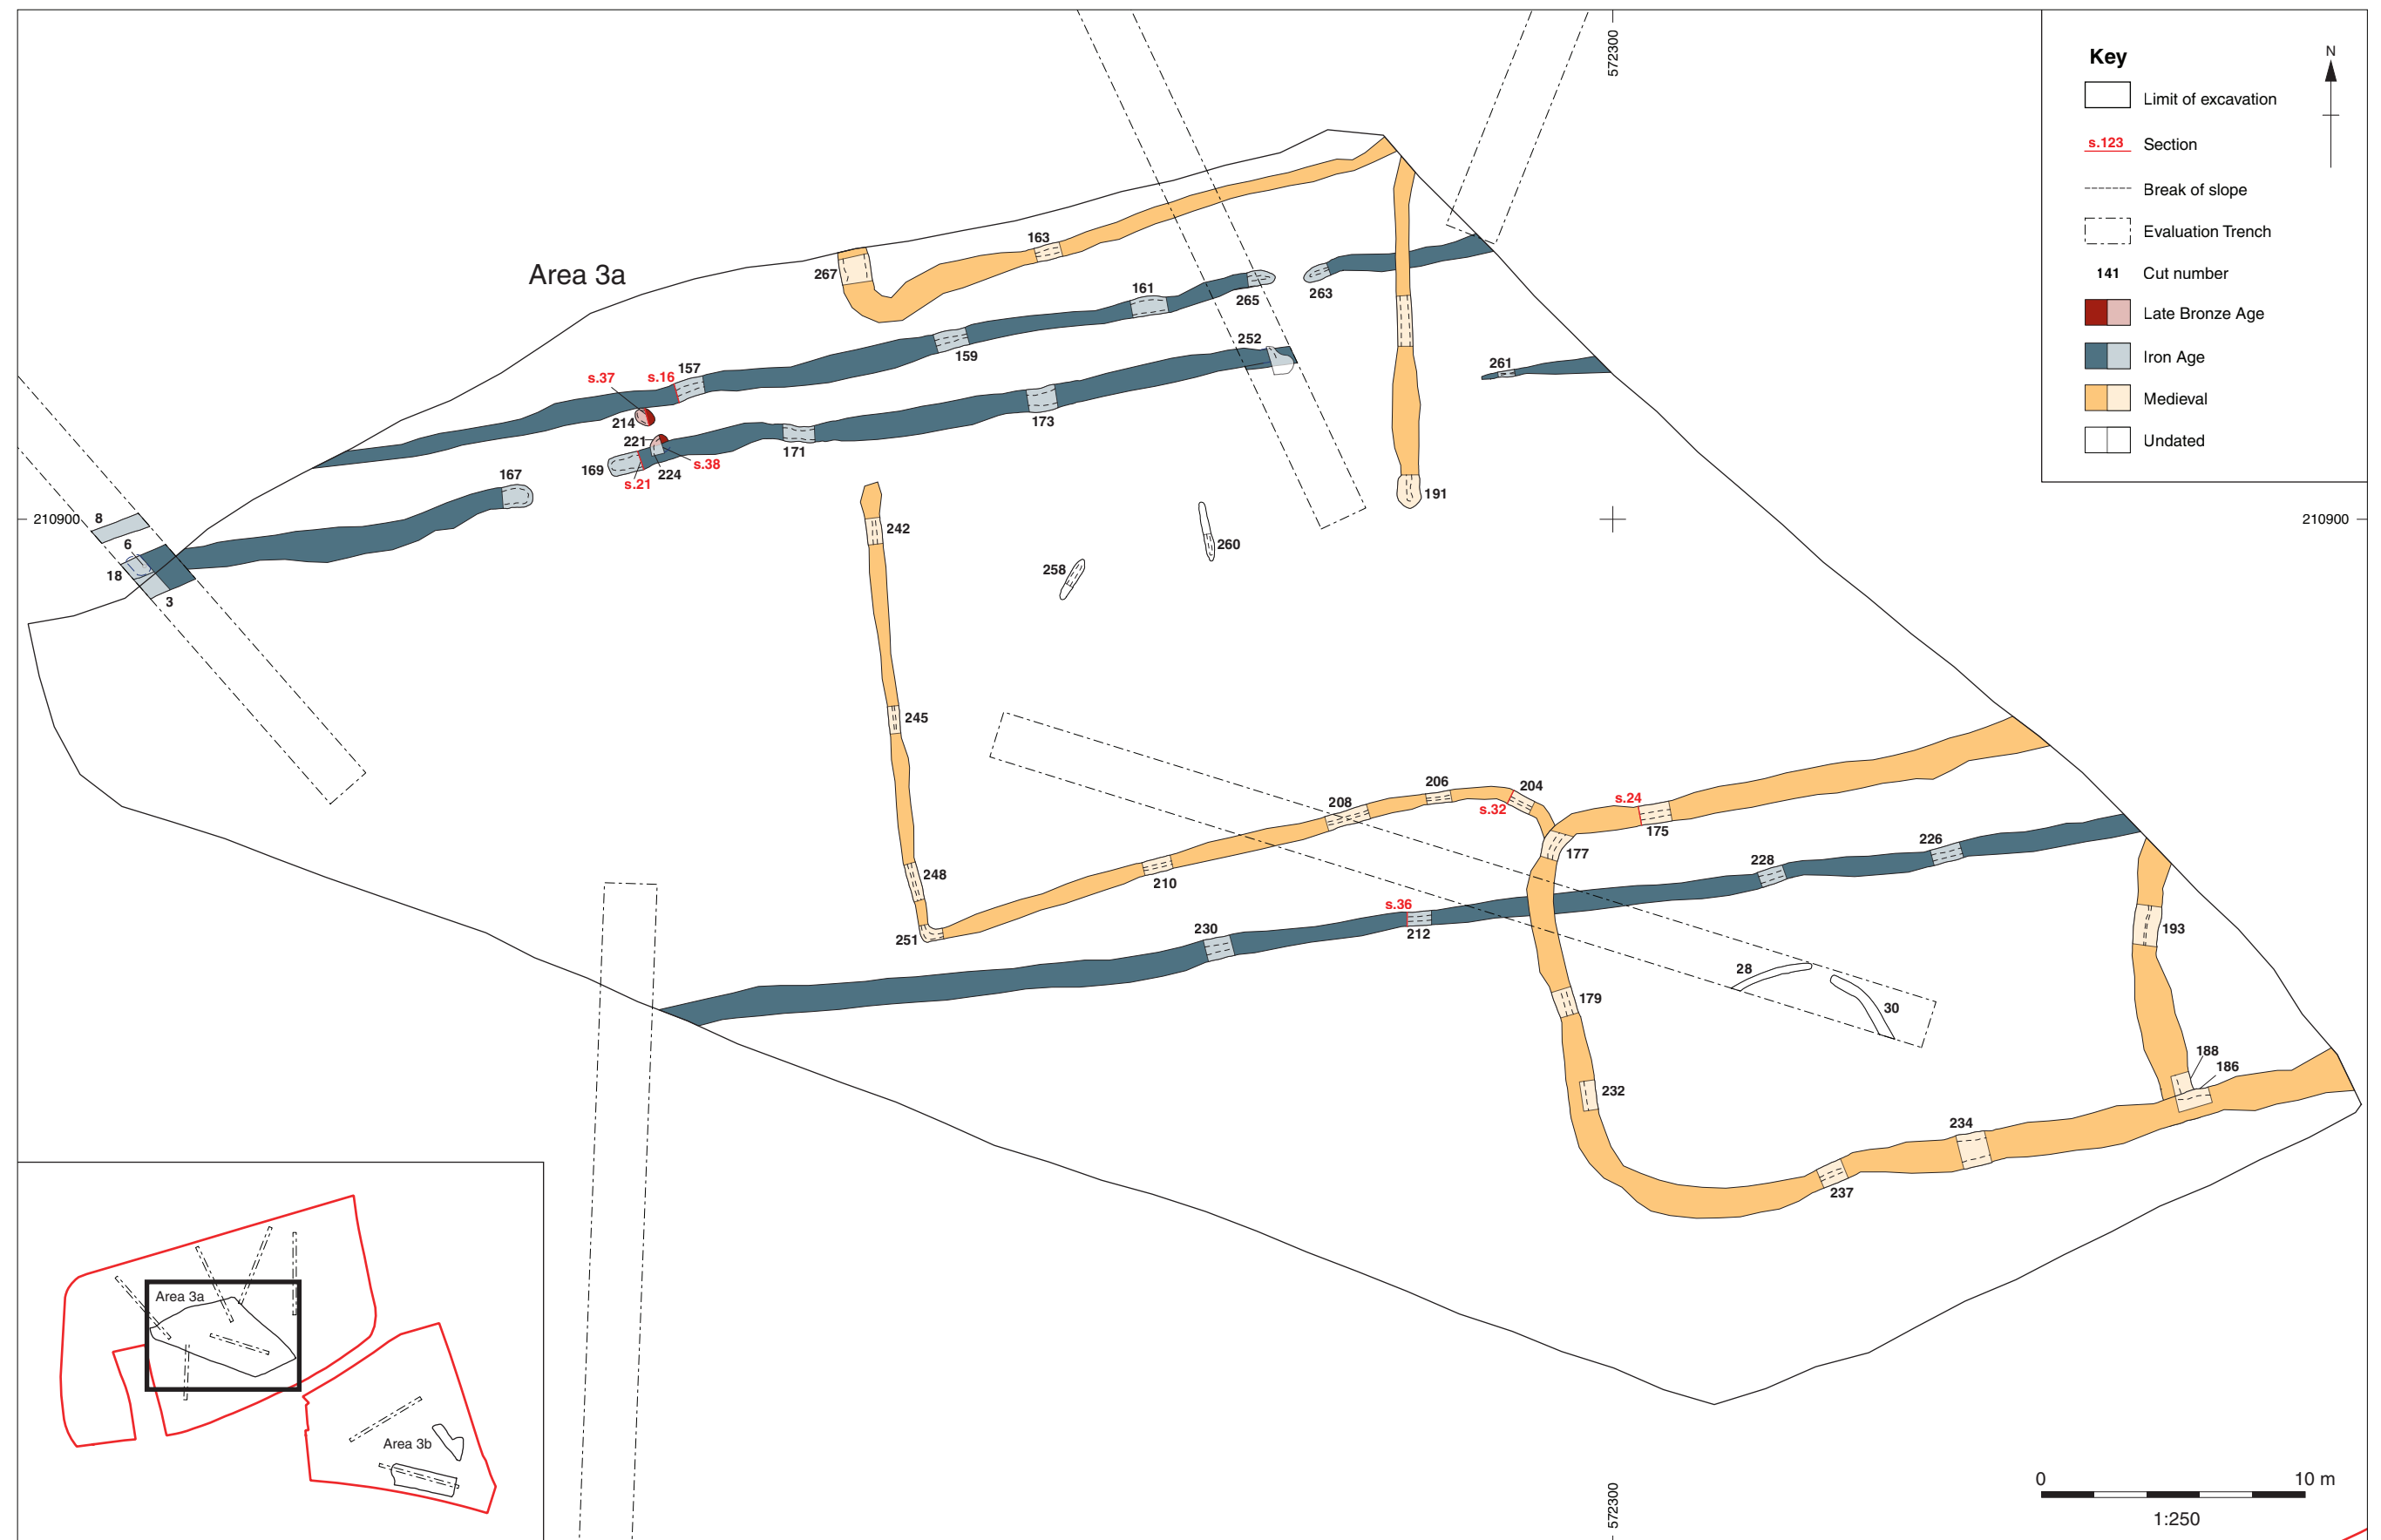 572300
Key
N
Limit of excavation
s.123 Section
Break of slope
Evaluation Trench
141 Cut number
Late Bronze Age
Iron Age
Medieval
Undated
Area 3a
163
267
161
265
263
252
159
157
s.16
s.37
261
173
214
221
171
169
s.38
224
s.21
167
191
210900
8
210900
242
260
6
258
18
3
245
206
204
208
s.32
s.24
175
177
226
228
210
248
s.36
230
212
251
193
28
179
30
188
186
232
234
237
Area 3a
Area 3b
572300
0 10 m
1:250